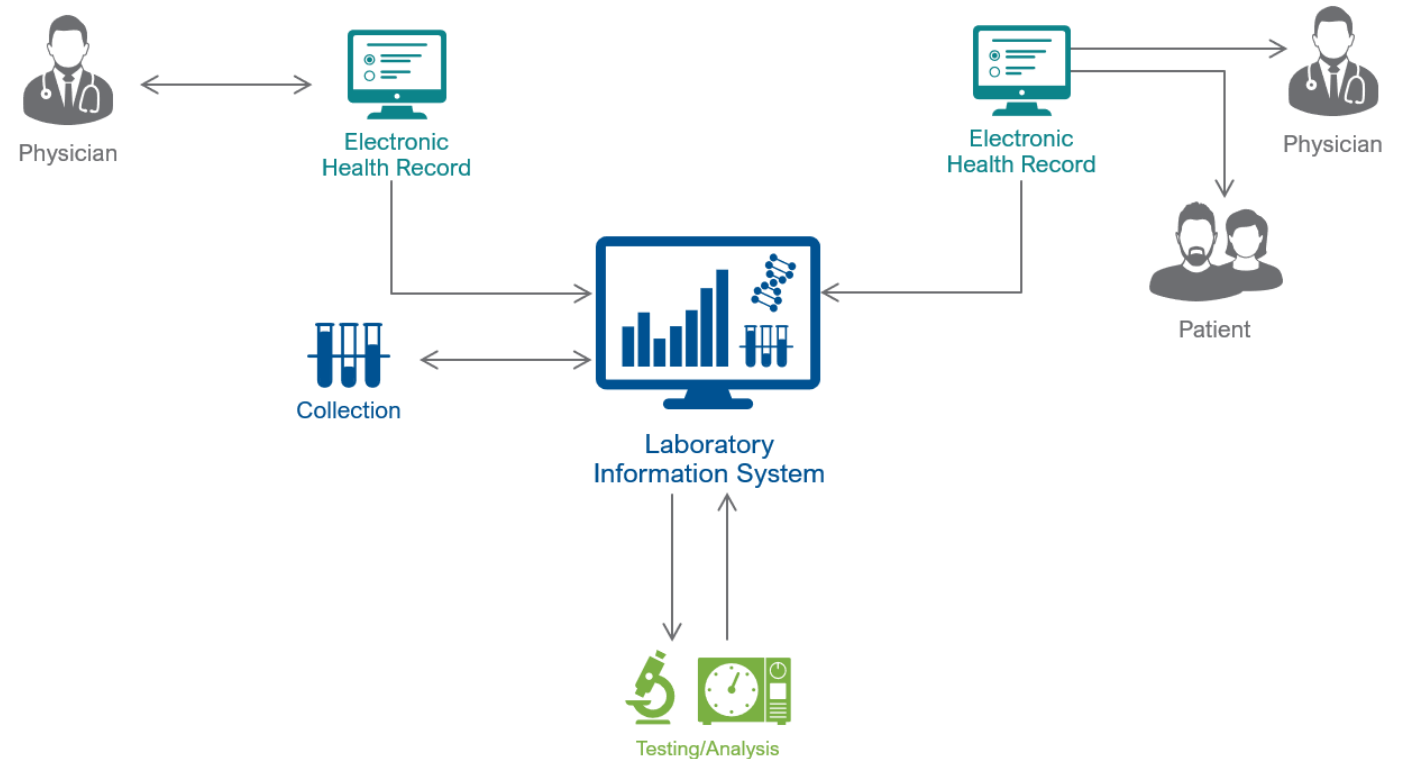 Physician
Electronic
Health Record
Electronic
Health Record
Physician
Patient
Collection
Laboratory
Information System
Testing/Analysis